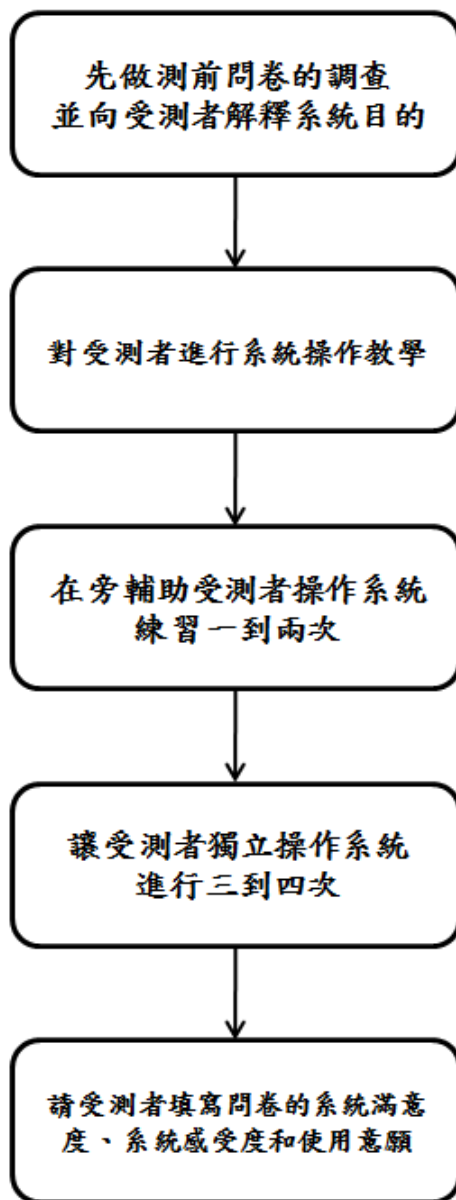 先做測前問卷的調查
並向受測者解釋系統目的
對受測者進行系統操作教學
在旁輔助受測者操作系統
練習一到兩次
讓受測者獨立操作系統
進行三到四次
請受測者填寫問卷的系統滿意
度、系統感受度和使用意願